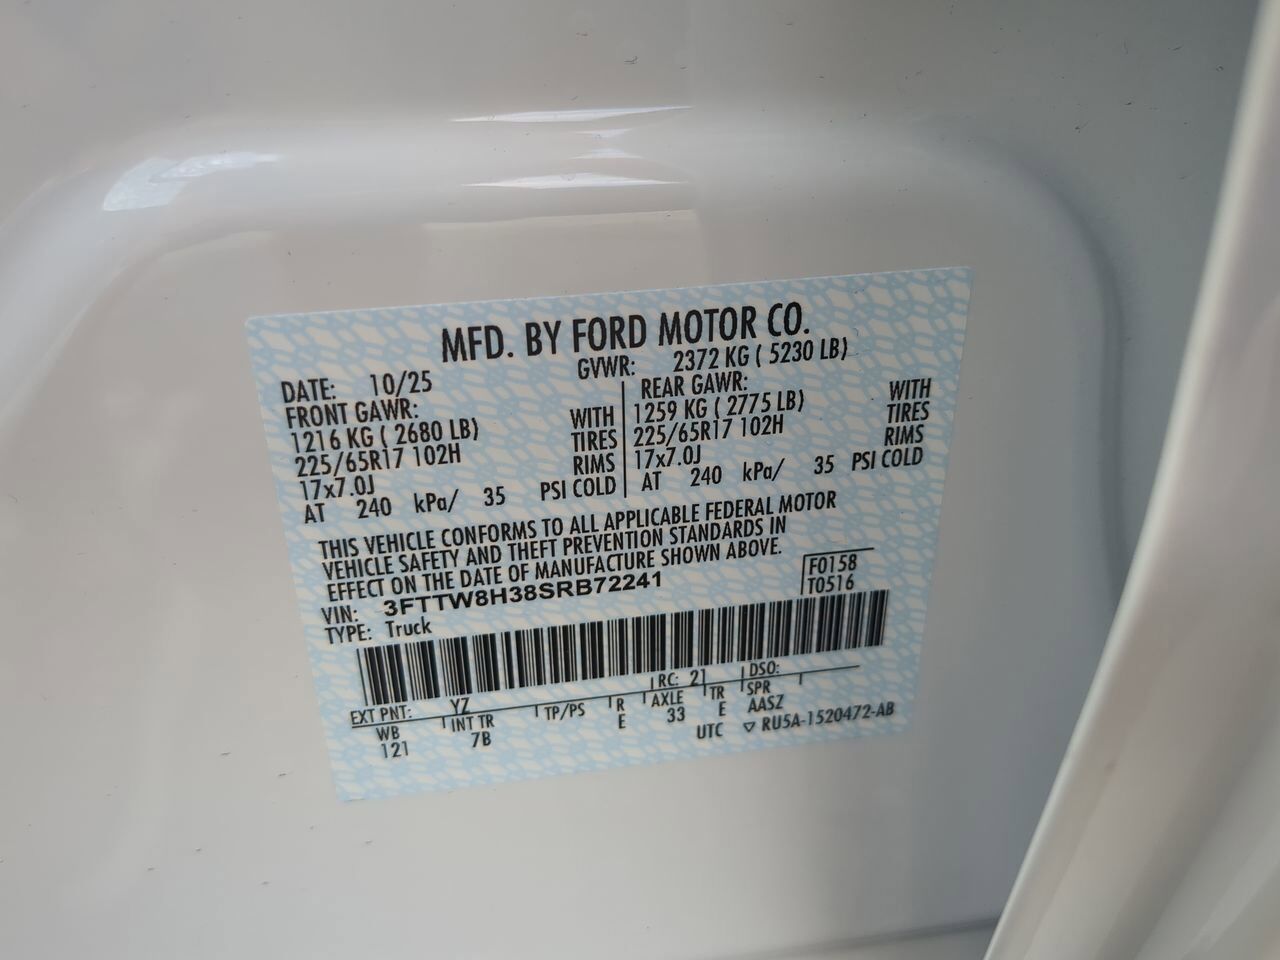 MFD. BY FORD MOTOR CO.
DATE: 10/25 GVWR: 2372 KG ( 5230 LB)
FRONT GAWR:
1216 KG ( 2680 LB) WITH
225/65R17 102H TIRES
17x7.0J RIMS
AT 240 kPa/ 35 PSI COLD
REAR GAWR:
1259 KG ( 2775 LB) WITH
225/65R17 102H TIRES
17x7.0J RIMS
AT 240 kPa/ 35 PSI COLD
THIS VEHICLE CONFORMS TO ALL APPLICABLE FEDERAL MOTOR
VEHICLE SAFETY AND THEFT PREVENTION STANDARDS IN
EFFECT ON THE DATE OF MANUFACTURE SHOWN ABOVE.
VIN: 3FTTW8H38SRB72241
TYPE: Truck
F0158
T0516
EXT PNT: YZ RC: 21 DSO:
WB INT TR TP/PS R AXLE TR SPR
121 7B E 33 E AASZ
UTC ▽ RU5A-1520472-AB